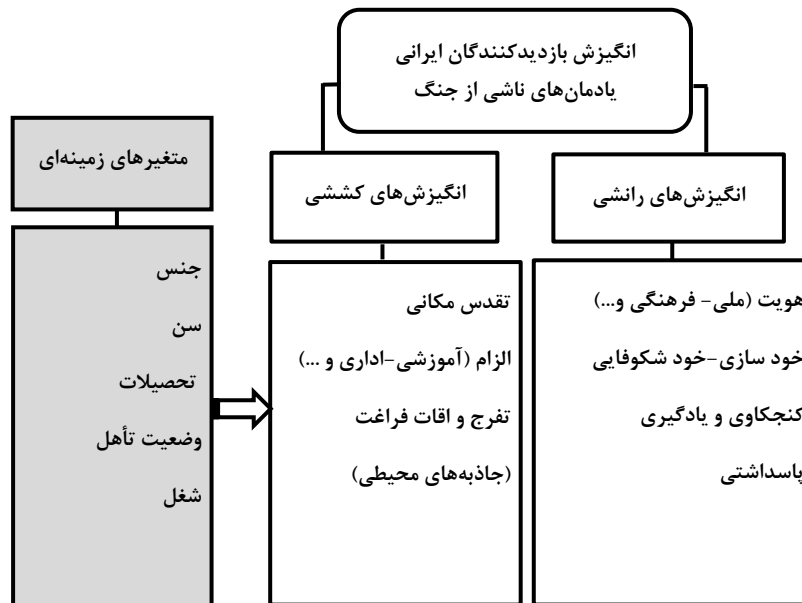 انگیزش بازدیدکنندگان ایرانی
یادمان‌های ناشی از جنگ
انگیزش‌های رانشی
هویت (ملی- فرهنگی و...)
خود سازی-خود شکوفایی
کنجکاوی و یادگیری
پاسداشتی
انگیزش‌های کششی
تقدس مکانی
الزام (آموزشی-اداری و ...)
تفرج و اقات فراغت
(جاذبه‌های محیطی)
متغیرهای زمینه‌ای
جنس
سن
تحصیلات
وضعیت تأهل
شغل